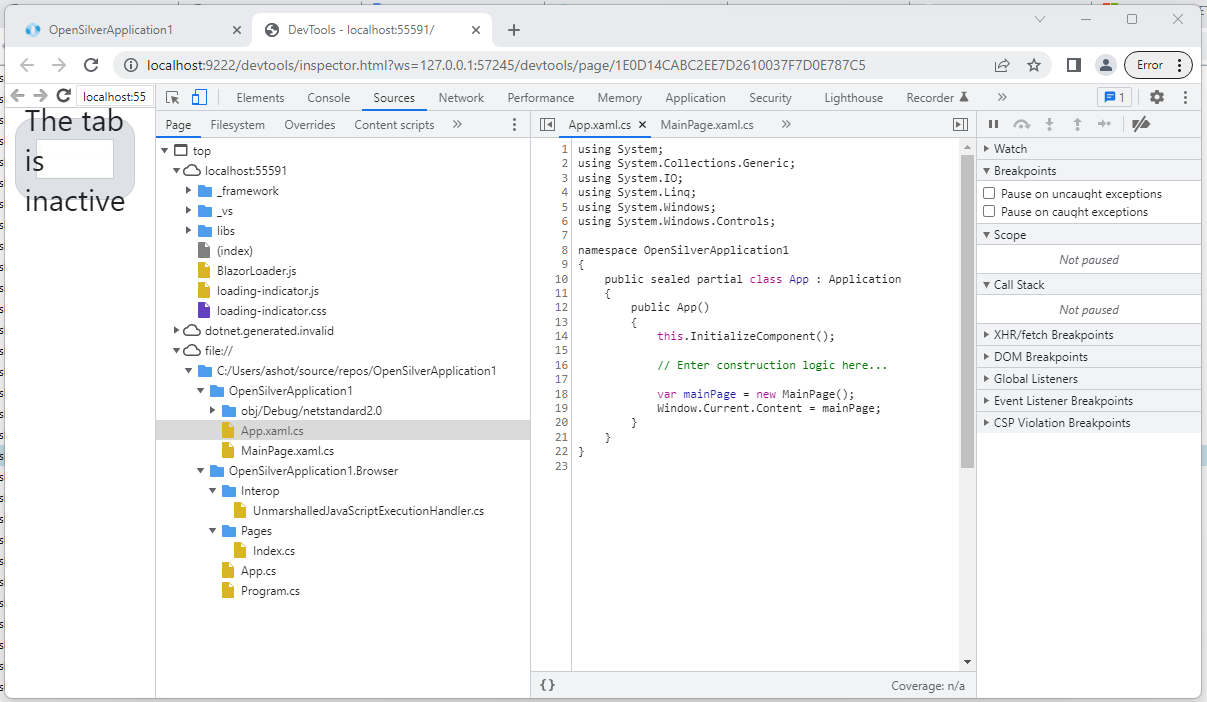 OpenSilverApplication1
DevTools - localhost:55591/
localhost:9222/devtools/inspector.html?ws=127.0.0.1:57245/devtools/page/1E0D14CABC2EE7D2610037F7D0E787C5
Error
localhost:55
Elements Console Sources Network Performance Memory Application Security Lighthouse Recorder » 1
The tab
is
inactive
Page Filesystem Overrides Content scripts »
top
localhost:55591
_framework
_vs
libs
(index)
BlazorLoader.js
loading-indicator.js
loading-indicator.css
dotnet.generated.invalid
file://
C:/Users/ashot/source/repos/OpenSilverApplication1
OpenSilverApplication1
obj/Debug/netstandard2.0
App.xaml.cs
MainPage.xaml.cs
OpenSilverApplication1.Browser
Interop
UnmarshalledJavaScriptExecutionHandler.cs
Pages
Index.cs
App.cs
Program.cs
App.xaml.cs MainPage.xaml.cs »
1 using System;
2 using System.Collections.Generic;
3 using System.IO;
4 using System.Linq;
5 using System.Windows;
6 using System.Windows.Controls;
7
8 namespace OpenSilverApplication1
9 {
10     public sealed partial class App : Application
11     {
12         public App()
13         {
14             this.InitializeComponent();
15
16             // Enter construction logic here...
17
18             var mainPage = new MainPage();
19             Window.Current.Content = mainPage;
20         }
21     }
22 }
23
{} Coverage: n/a
Watch
Breakpoints
Pause on uncaught exceptions
Pause on caught exceptions
Scope
Not paused
Call Stack
Not paused
XHR/fetch Breakpoints
DOM Breakpoints
Global Listeners
Event Listener Breakpoints
CSP Violation Breakpoints